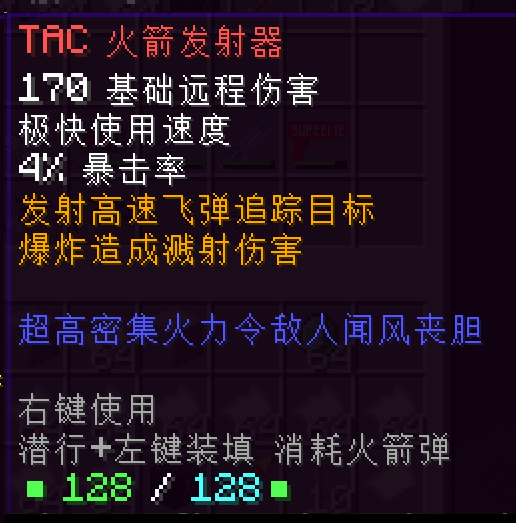 TAC 火箭发射器
170 基础远程伤害
极快使用速度
4% 暴击率
发射高速飞弹追踪目标
爆炸造成溅射伤害
超高密集火力令敌人闻风丧胆
右键使用
潜行+左键装填 消耗火箭弹
■ 128 / 128 ■